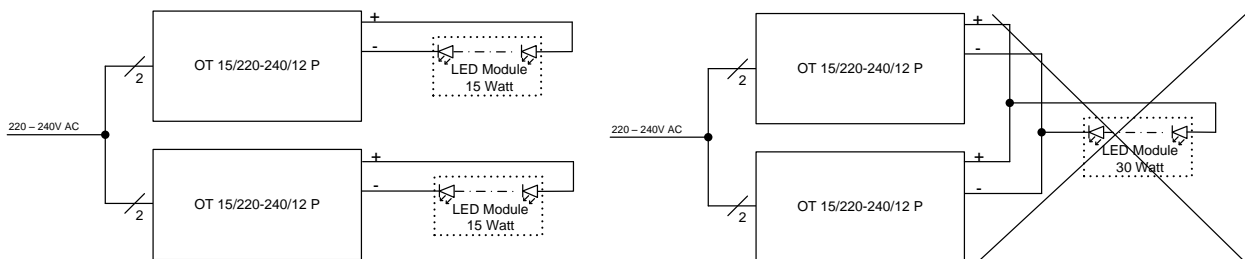 OT 15/220-240/12 P
+
-
LED Module
15 Watt
2
220 – 240V AC
OT 15/220-240/12 P
+
-
LED Module
15 Watt
2
OT 15/220-240/12 P
+
-
2
220 – 240V AC
LED Module
30 Watt
OT 15/220-240/12 P
+
-
2